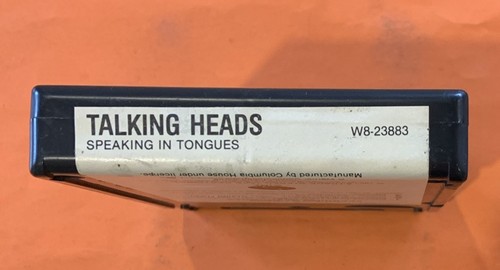 TALKING HEADS
W8-23883
SPEAKING IN TONGUES
Manufactured by Columbia House under license.